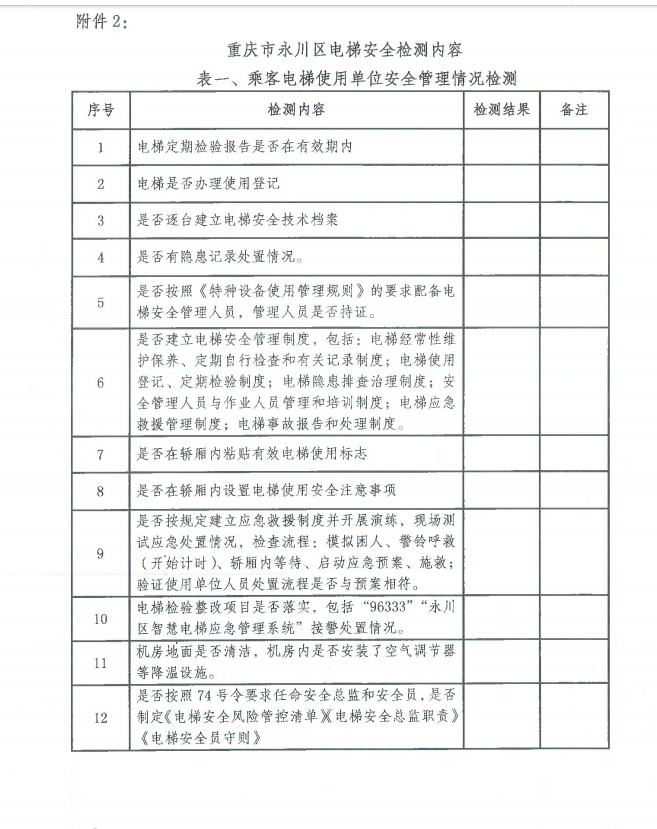 附件 2：
重庆市永川区电梯安全检测内容
表一、乘客电梯使用单位安全管理情况检测
序号 检测内容 检测结果 备注
1 电梯定期检验报告是否在有效期内
2 电梯是否办理使用登记
3 是否逐台建立电梯安全技术档案
4 是否有隐患记录处置情况。
5 是否按照《特种设备使用管理规则》的要求配备电
梯安全管理人员，管理人员是否持证。
6 是否建立电梯安全管理制度，包括：电梯经常性维
护保养、定期自行检查和有关记录制度；电梯使用
登记、定期检验制度；电梯隐患排查治理制度；安
全管理人员与作业人员管理和培训制度；电梯应急
救援管理制度；电梯事故报告和处理制度。
7 是否在轿厢内粘贴有效电梯使用标志
8 是否在轿厢内设置电梯使用安全注意事项
9 是否按规定建立应急救援制度并开展演练，现场测
试应急处置情况，检查流程：模拟困人、警铃呼救
（开始计时）、轿厢内等待、启动应急预案、施救；
验证使用单位人员处置流程是否与预案相符。
10 电梯检验整改项目是否落实，包括“96333”“永川
区智慧电梯应急管理系统”接警处置情况。
11 机房地面是否清洁，机房内是否安装了空气调节器
等降温设施。
12 是否按照 74 号令要求任命安全总监和安全员，是否
制定《电梯安全风险管控清单》《电梯安全总监职责》
《电梯安全员守则》